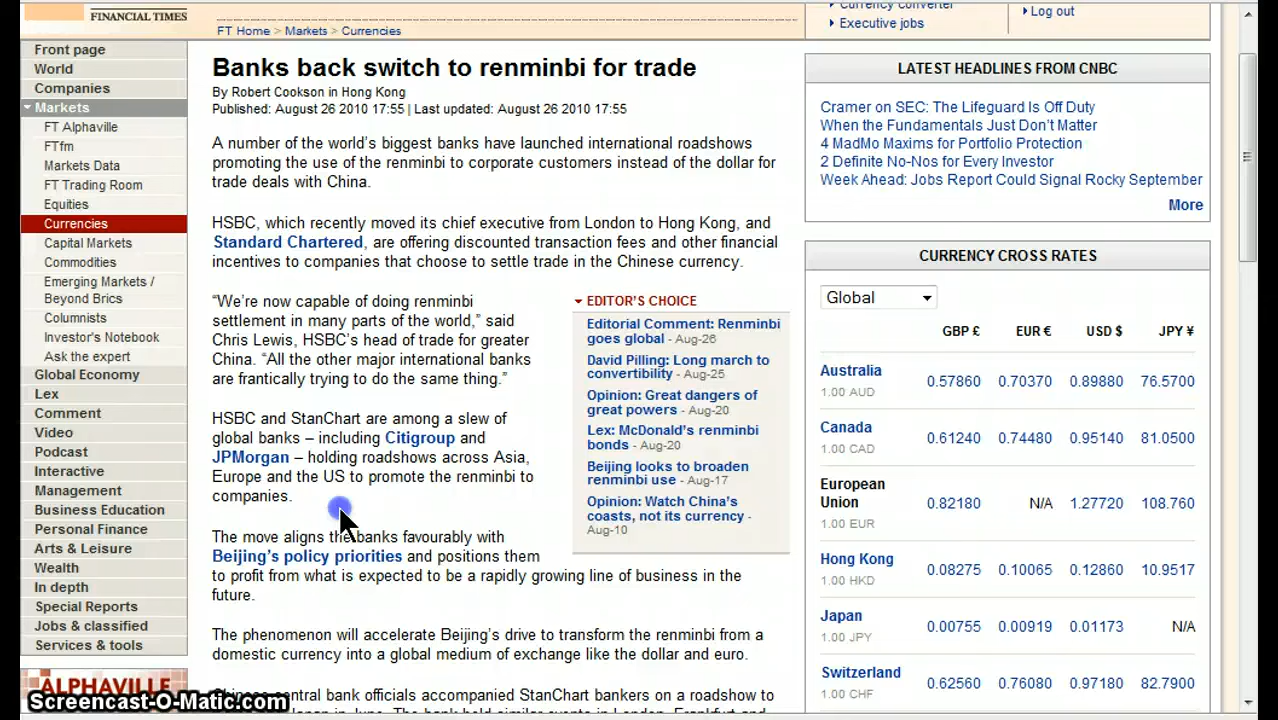 FINANCIAL TIMES
FT Home > Markets > Currencies
Executive jobs
Log out
Front page
World
Companies
Markets
FT Alphaville
FTfm
Markets Data
FT Trading Room
Equities
Currencies
Capital Markets
Commodities
Emerging Markets /
Beyond Brics
Columnists
Investor's Notebook
Ask the expert
Global Economy
Lex
Comment
Video
Podcast
Interactive
Management
Business Education
Personal Finance
Arts & Leisure
Wealth
In depth
Special Reports
Jobs & classified
Services & tools
ALPHAVILLE
Banks back switch to renminbi for trade
By Robert Cookson in Hong Kong
Published: August 26 2010 17:55 | Last updated: August 26 2010 17:55
A number of the world’s biggest banks have launched international roadshows
promoting the use of the renminbi to corporate customers instead of the dollar for
trade deals with China.
HSBC, which recently moved its chief executive from London to Hong Kong, and
Standard Chartered, are offering discounted transaction fees and other financial
incentives to companies that choose to settle trade in the Chinese currency.
“We’re now capable of doing renminbi
settlement in many parts of the world,” said
Chris Lewis, HSBC’s head of trade for greater
China. “All the other major international banks
are frantically trying to do the same thing.”
HSBC and StanChart are among a slew of
global banks – including Citigroup and
JPMorgan – holding roadshows across Asia,
Europe and the US to promote the renminbi to
companies.
The move aligns the banks favourably with
Beijing’s policy priorities and positions them
to profit from what is expected to be a rapidly growing line of business in the
future.
The phenomenon will accelerate Beijing’s drive to transform the renminbi from a
domestic currency into a global medium of exchange like the dollar and euro.
central bank officials accompanied StanChart bankers on a roadshow to
EDITOR’S CHOICE
Editorial Comment: Renminbi
goes global - Aug-26
David Pilling: Long march to
convertibility - Aug-25
Opinion: Great dangers of
great powers - Aug-20
Lex: McDonald’s renminbi
bonds - Aug-20
Beijing looks to broaden
renminbi use - Aug-17
Opinion: Watch China’s
coasts, not its currency -
Aug-10
LATEST HEADLINES FROM CNBC
Cramer on SEC: The Lifeguard Is Off Duty
When the Fundamentals Just Don’t Matter
4 MadMo Maxims for Portfolio Protection
2 Definite No-Nos for Every Investor
Week Ahead: Jobs Report Could Signal Rocky September
More
CURRENCY CROSS RATES
Global
GBP £ EUR € USD $ JPY ¥
Australia
1.00 AUD 0.57860 0.70370 0.89880 76.5700
Canada
1.00 CAD 0.61240 0.74480 0.95140 81.0500
European
Union
1.00 EUR 0.82180 N/A 1.27720 108.760
Hong Kong
1.00 HKD 0.08275 0.10065 0.12860 10.9517
Japan
1.00 JPY 0.00755 0.00919 0.01173 N/A
Switzerland
1.00 CHF 0.62560 0.76080 0.97180 82.7900
Screencast-O-Matic.com